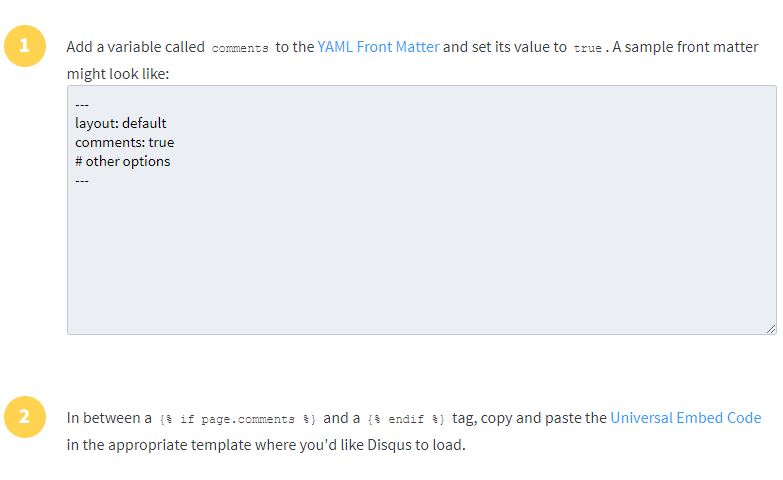 1
Add a variable called comments to the YAML Front Matter and set its value to true. A sample front matter
might look like:
---
layout: default
comments: true
# other options
---
2
In between a {% if page.comments %} and a {% endif %} tag, copy and paste the Universal Embed Code
in the appropriate template where you'd like Disqus to load.